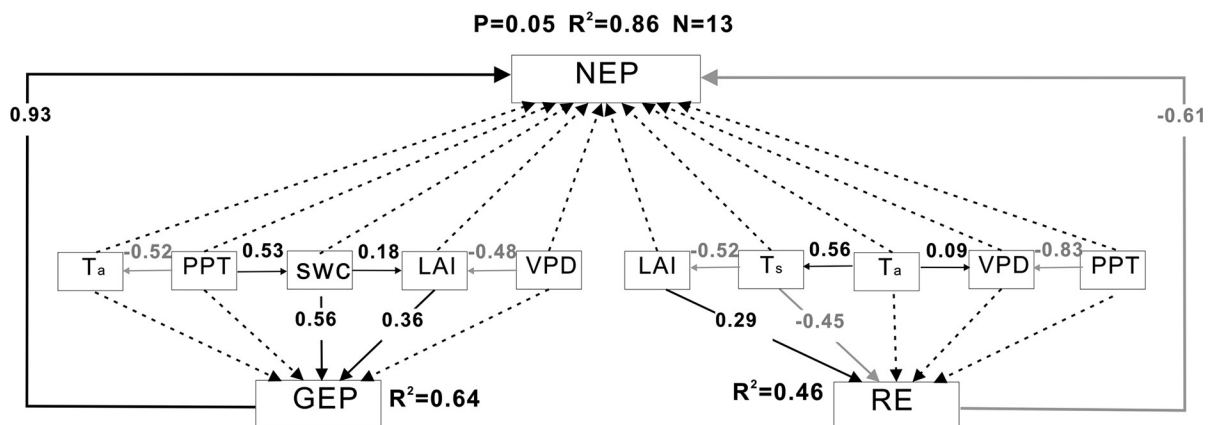 P=0.05 R²=0.86 N=13
NEP
0.93
-0.61
-0.52 0.53 0.18 -0.48
Ta PPT SWC LAI VPD
-0.52 0.56 0.09 -0.83
LAI Ts Ta VPD PPT
0.56 0.36
0.29 -0.45
GEP R²=0.64
R²=0.46 RE